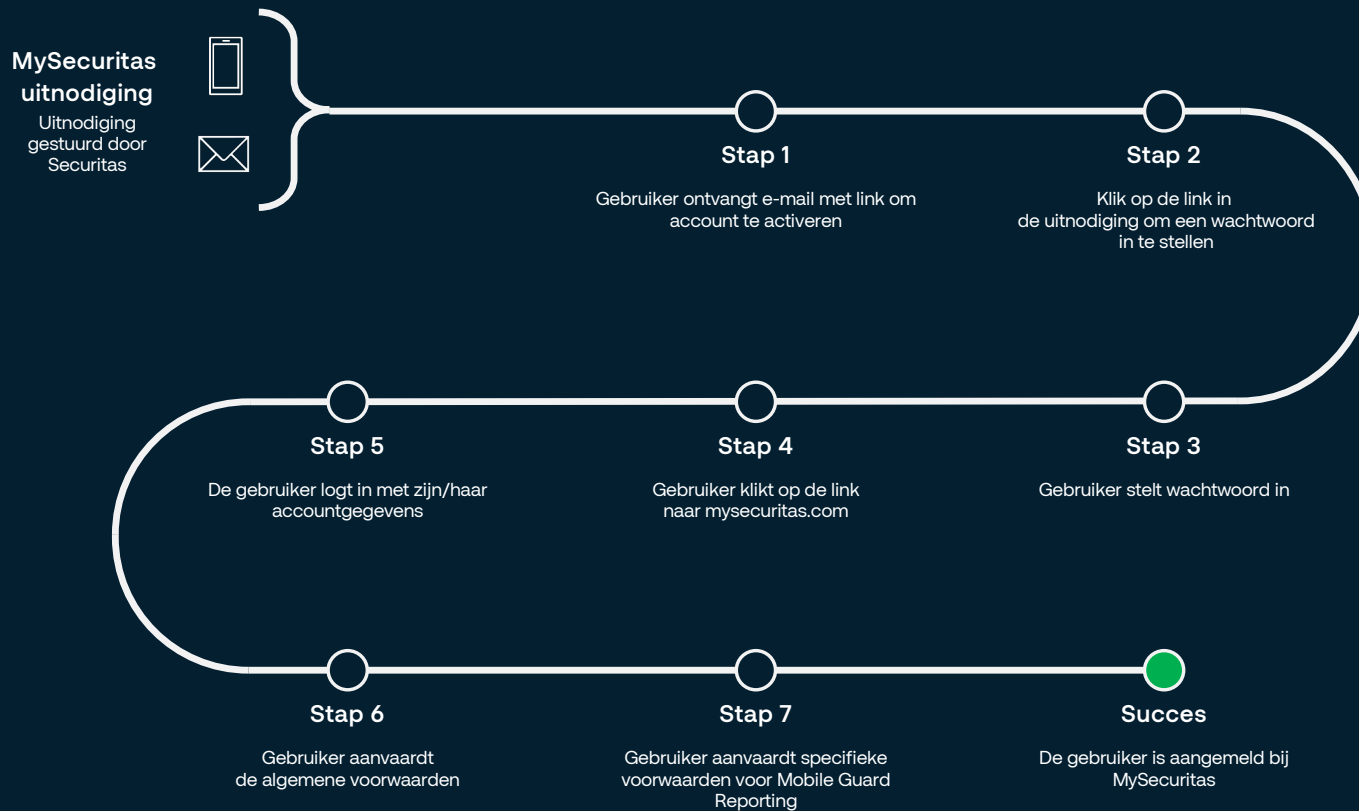 MySecuritas
uitnodiging
Uitnodiging
gestuurd door
Securitas
Stap 1
Gebruiker ontvangt e-mail met link om
account te activeren
Stap 2
Klik op de link in
de uitnodiging om een wachtwoord
in te stellen
Stap 3
Gebruiker stelt wachtwoord in
Stap 4
Gebruiker klikt op de link
naar mysecuritas.com
Stap 5
De gebruiker logt in met zijn/haar
accountgegevens
Stap 6
Gebruiker aanvaardt
de algemene voorwaarden
Stap 7
Gebruiker aanvaardt specifieke
voorwaarden voor Mobile Guard
Reporting
Succes
De gebruiker is aangemeld bij
MySecuritas